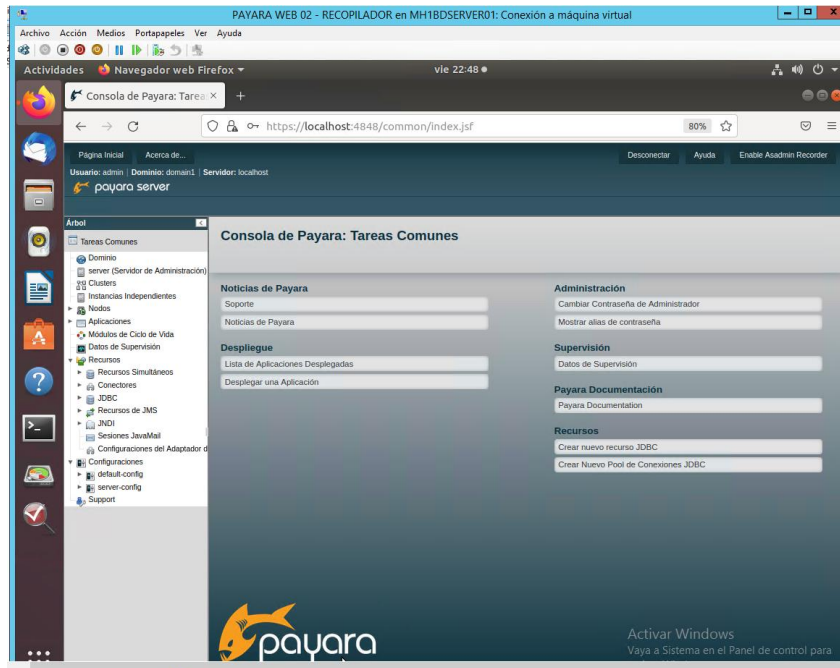 PAYARA WEB 02 - RECOPILADOR en MH1BDSERVER01: Conexión a máquina virtual
Archivo Acción Medios Portapapeles Ver Ayuda
Actividades Navegador web Firefox vie 22:48
Consola de Payara: Tarea
https://localhost:4848/common/index.jsf 80%
Página Inicial Acerca de... Desconectar Ayuda Enable Asadmin Recorder
Usuario: admin Dominio: domain1 Servidor: localhost
payara server
Árbol
Tareas Comunes
Dominio
server (Servidor de Administración)
Clusters
Instancias Independientes
Nodos
Aplicaciones
Módulos de Ciclo de Vida
Datos de Supervisión
Recursos
Recursos Simultáneos
Conectores
JDBC
Recursos de JMS
JNDI
Sesiones JavaMail
Configuraciones del Adaptador d
Configuraciones
default-config
server-config
Support
Consola de Payara: Tareas Comunes
Noticias de Payara
Soporte
Noticias de Payara
Despliegue
Lista de Aplicaciones Desplegadas
Desplegar una Aplicación
Administración
Cambiar Contraseña de Administrador
Mostrar alias de contraseña
Supervisión
Datos de Supervisión
Payara Documentación
Payara Documentation
Recursos
Crear nuevo recurso JDBC
Crear Nuevo Pool de Conexiones JDBC
payara
Activar Windows
Vaya a Sistema en el Panel de control para